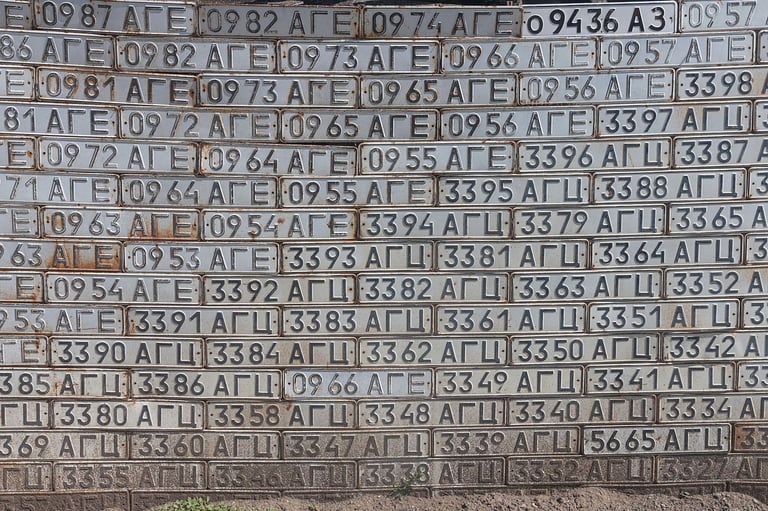 0987 АГЕ 0982 АГЕ 0974 АГЕ о9436 АЗ 0957
86 АГЕ 0982 АГЕ 0973 АГЕ 0966 АГЕ 0957 АГЕ
0981 АГЕ 0973 АГЕ 0965 АГЕ 0956 АГЕ 3398
81 АГЕ 0972 АГЕ 0965 АГЕ 0956 АГЕ 3397 АГЦ
0972 АГЕ 0964 АГЕ 0955 АГЕ 3396 АГЦ 3387
71 АГЕ 0964 АГЕ 0955 АГЕ 3395 АГЦ 3388 АГЦ
0963 АГЕ 0954 АГЕ 3394 АГЦ 3379 АГЦ 3365
963 АГЕ 0953 АГЕ 3393 АГЦ 3381 АГЦ 3364 АГЦ
0954 АГЕ 3392 АГЦ 3382 АГЦ 3363 АГЦ 3352
953 АГЕ 3391 АГЦ 3383 АГЦ 3361 АГЦ 3351 АГЦ
3390 АГЦ 3384 АГЦ 3362 АГЦ 3350 АГЦ 3342 АГЦ
385 АГЦ 3386 АГЦ 0966 АГЕ 3349 АГЦ 3341 АГЦ
ГЦ 3380 АГЦ 3358 АГЦ 3348 АГЦ 3340 АГЦ 3334 АГЦ
369 АГЦ 3360 АГЦ 3347 АГЦ 3339 АГЦ 5665 АГЦ
3355 АГЦ 3346 АГЦ 3338 АГЦ 3332 АГЦ 3327 АГЦ